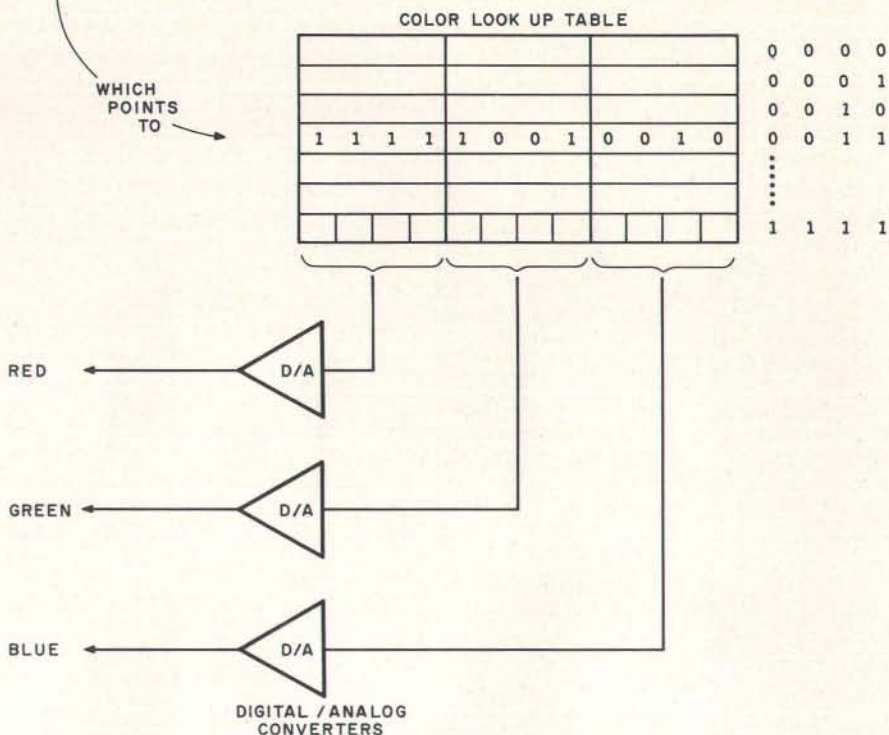 COLOR LOOK UP TABLE
0 0 0 0
0 0 0 1
WHICH
POINTS
TO
0 0 1 0
1 1 1 1 1 0 0 1 0 0 1 0 0 0 1 1
1 1 1 1
RED
D/A
GREEN
D/A
BLUE
D/A
DIGITAL / ANALOG
CONVERTERS